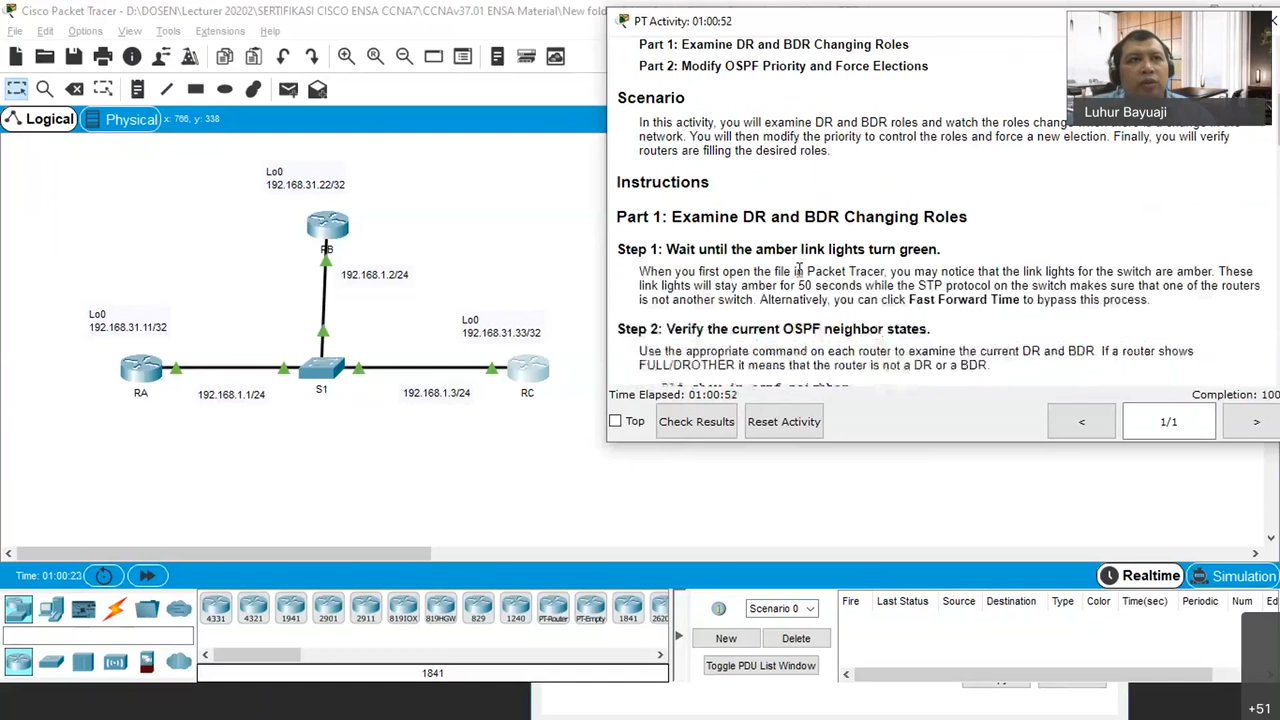 Cisco Packet Tracer - D:\DOSEN\Lecturer 20202\SERTIFIKASI CISCO ENSA CCNA7\CCNAv37.01 ENSA Material\New fold
File Edit Options View Tools Extensions Help
Logical Physical x: 766, y: 338
Lo0
192.168.31.22/32
RB
192.168.1.2/24
Lo0
192.168.31.11/32
Lo0
192.168.31.33/32
RA
192.168.1.1/24
S1
192.168.1.3/24
RC
PT Activity: 01:00:52
Part 1: Examine DR and BDR Changing Roles
Part 2: Modify OSPF Priority and Force Elections
Luhur Bayuaji
Scenario
In this activity, you will examine DR and BDR roles and watch the roles chang
network. You will then modify the priority to control the roles and force a new election. Finally, you will verify
routers are filling the desired roles.
Instructions
Part 1: Examine DR and BDR Changing Roles
Step 1: Wait until the amber link lights turn green.
When you first open the file in Packet Tracer, you may notice that the link lights for the switch are amber. These
link lights will stay amber for 50 seconds while the STP protocol on the switch makes sure that one of the routers
is not another switch. Alternatively, you can click Fast Forward Time to bypass this process.
Step 2: Verify the current OSPF neighbor states.
Use the appropriate command on each router to examine the current DR and BDR. If a router shows
FULL/DROTHER it means that the router is not a DR or a BDR.
Time Elapsed: 01:00:52 Completion: 100
Top Check Results Reset Activity < 1/1 >
Time: 01:00:23 Realtime Simulation
4331 4321 1941 2901 2911 819IOX 819HGW 829 1240 PT-Router PT-Empty 1841 2620
1841
Scenario 0
New Delete
Toggle PDU List Window
Fire Last Status Source Destination Type Color Time(sec) Periodic Num Ed
+51